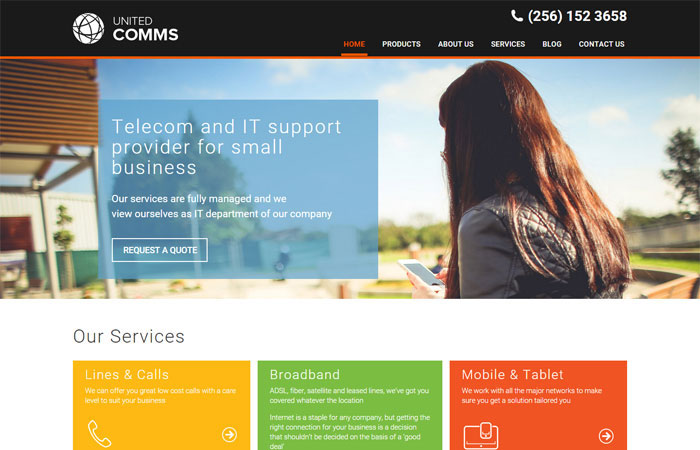 UNITED
COMMS
(256) 152 3658
HOME PRODUCTS ABOUT US SERVICES BLOG CONTACT US
Telecom and IT support
provider for small
business
Our services are fully managed and we
view ourselves as IT department of our company
REQUEST A QUOTE
Our Services
Lines & Calls
We can offer you great low cost calls with a care
level to suit your business
Broadband
ADSL, fiber, satellite and leased lines, we've got you
covered whatever the location
Internet is a staple for any company, but getting the
right connection for your business is a decision
that shouldn't be decided on the basis of a 'good
deal'
Mobile & Tablet
We work with all the major networks to make
sure you get a solution tailored you